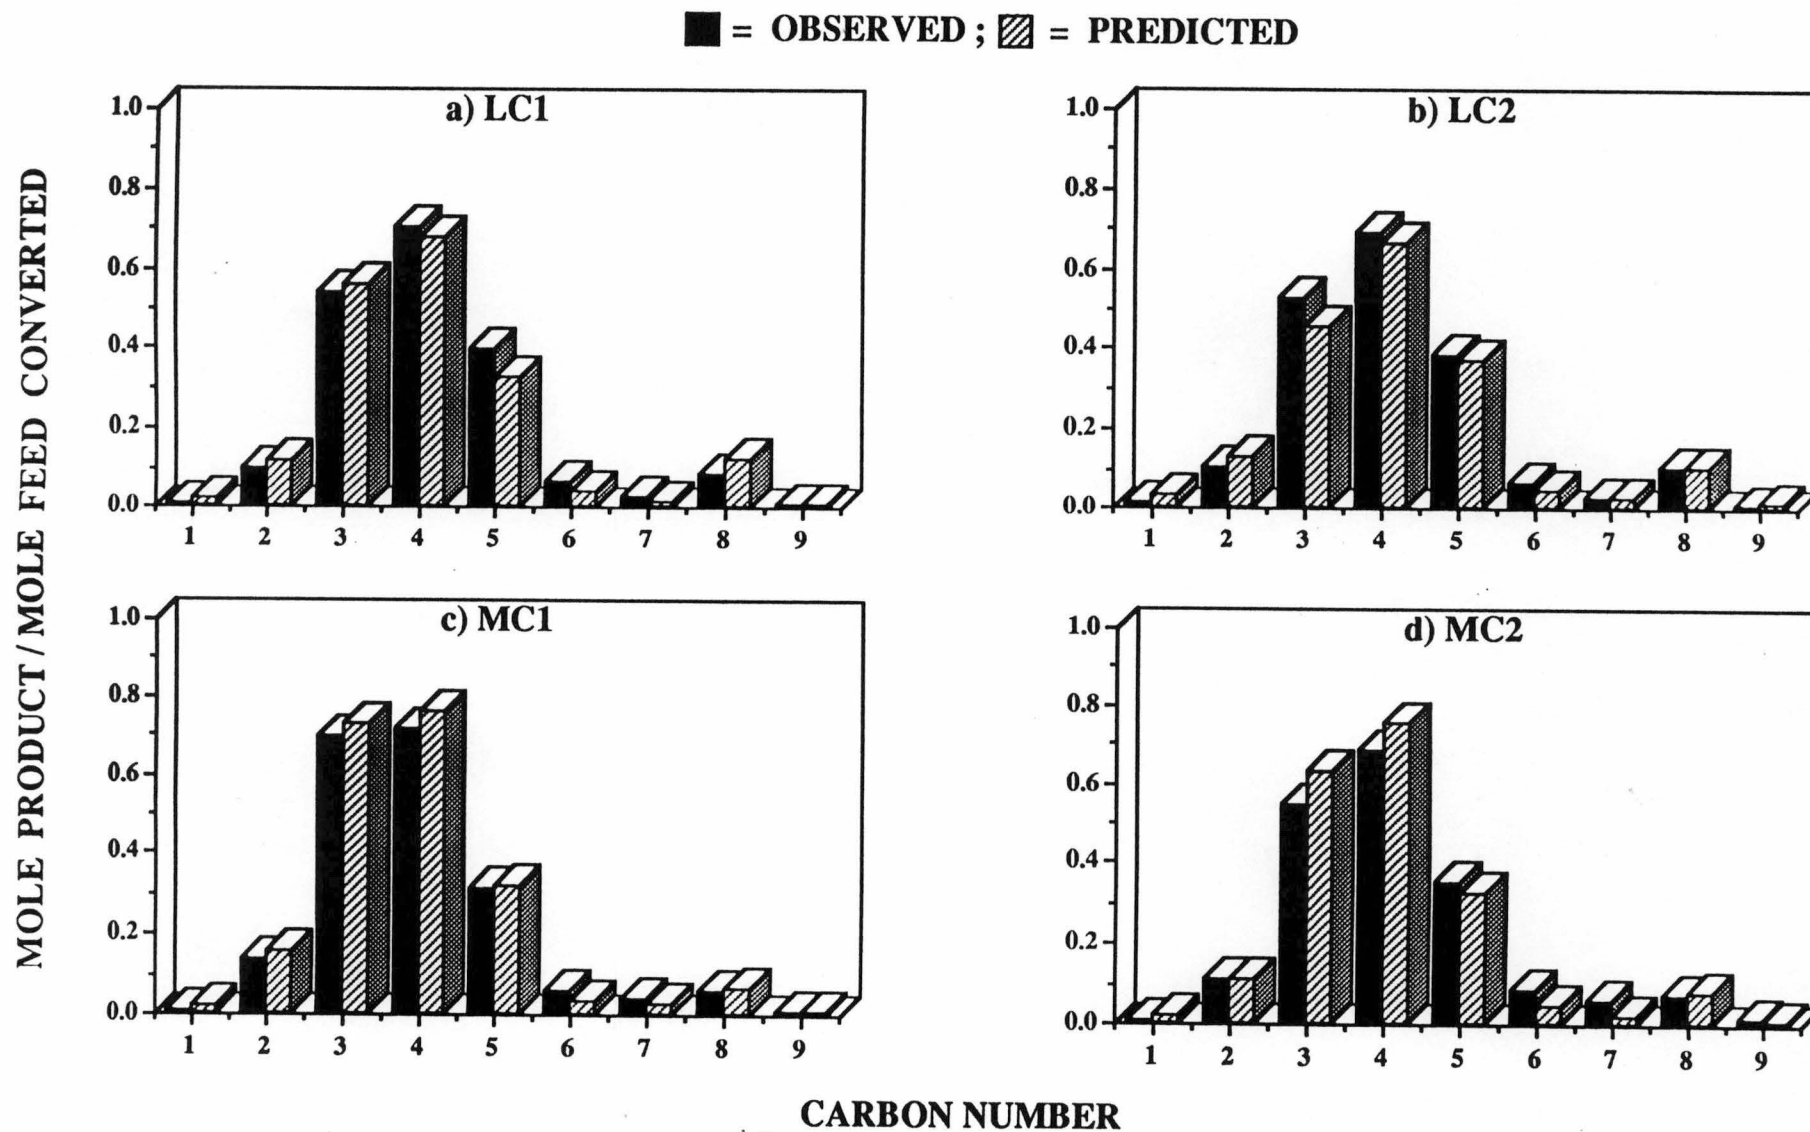 = OBSERVED ; = PREDICTED
MOLE PRODUCT / MOLE FEED CONVERTED
a) LC1
1.0
0.8
0.6
0.4
0.2
0.0
1 2 3 4 5 6 7 8 9
b) LC2
1.0
0.8
0.6
0.4
0.2
0.0
1 2 3 4 5 6 7 8 9
c) MC1
1.0
0.8
0.6
0.4
0.2
0.0
1 2 3 4 5 6 7 8 9
d) MC2
1.0
0.8
0.6
0.4
0.2
0.0
1 2 3 4 5 6 7 8 9
CARBON NUMBER